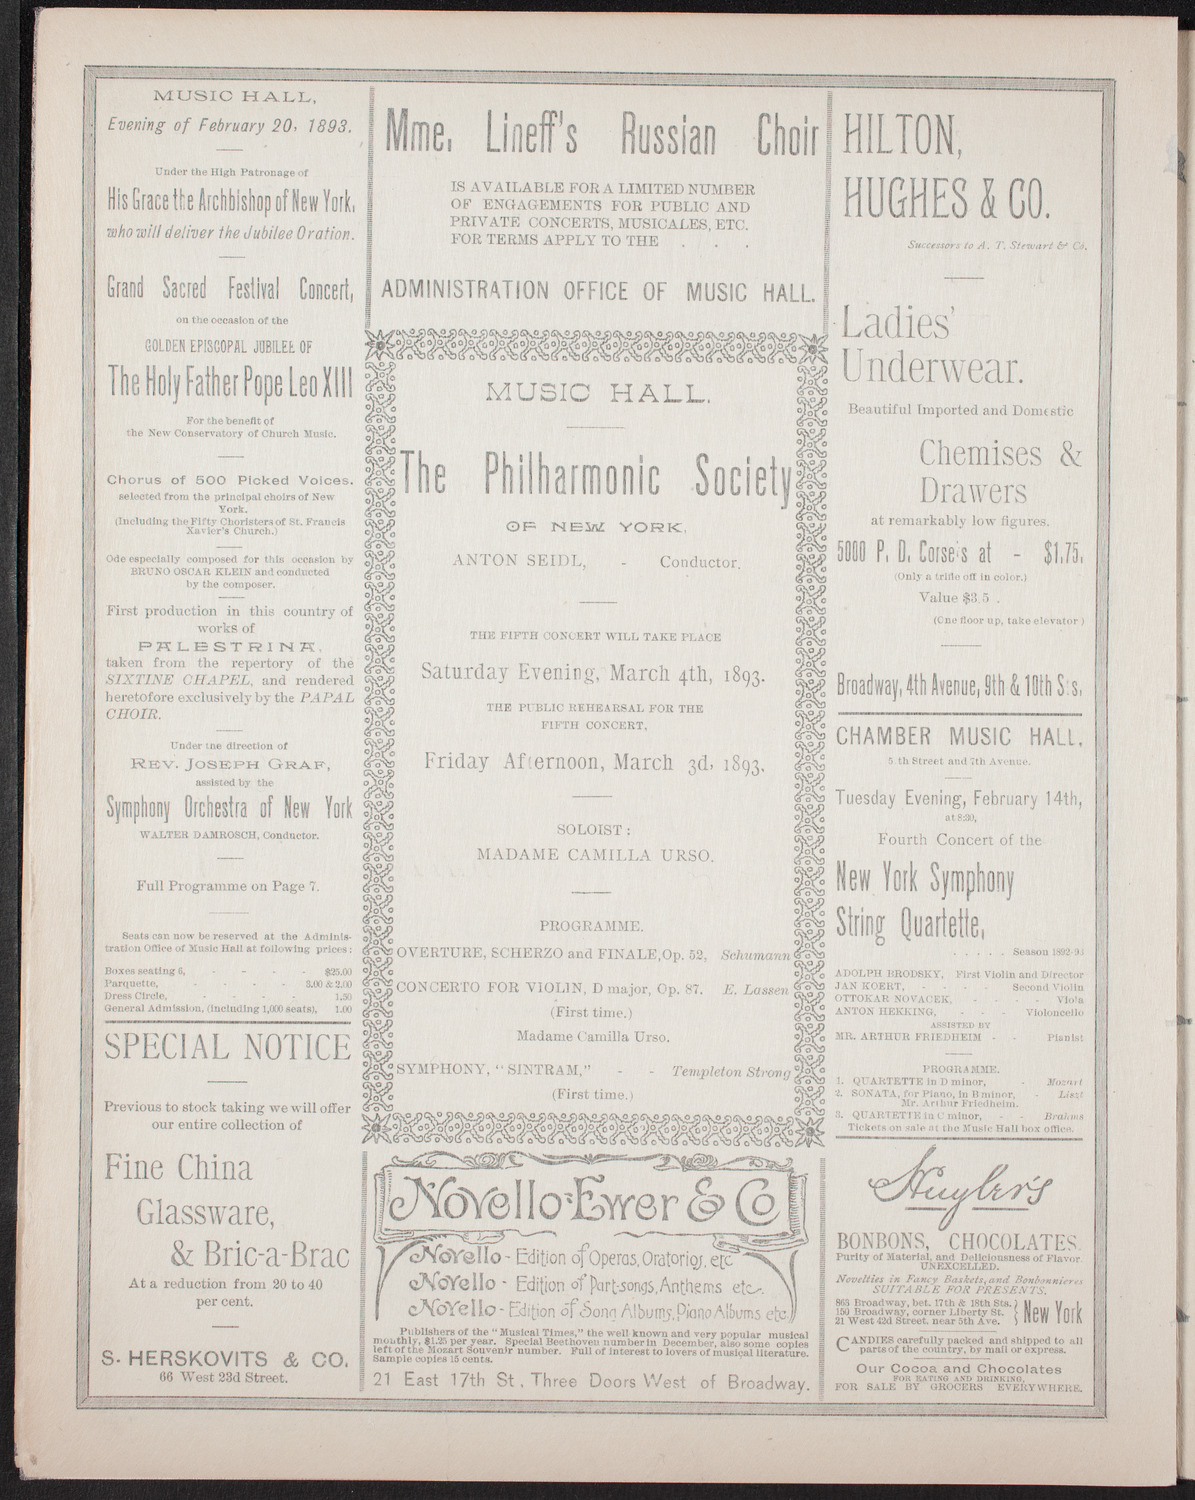 MUSIC HALL,
Evening of February 20, 1893.
Under the High Patronage of
His Grace the Archbishop of New York,
who will deliver the Jubilee Oration.
Grand Sacred Festival Concert,
on the occasion of the
GOLDEN EPISCOPAL JUBILEE OF
The Holy Father Pope Leo XIII
For the benefit of
the New Conservatory of Church Music.
Chorus of 500 Picked Voices.
selected from the principal choirs of New
York.
(Including the Fifty Choristers of St. Francis
Xavier's Church.)
Ode especially composed for this occasion by
BRUNO OSCAR KLEIN and conducted
by the composer.
First production in this country of
works of
PALESTRINA,
taken from the repertory of the
SIXTINE CHAPEL, and rendered
heretofore exclusively by the PAPAL
CHOIR.
Under the direction of
REV. JOSEPH GRAF,
assisted by the
Symphony Orchestra of New York
WALTER DAMROSCH, Conductor.
Full Programme on Page 7.
Seats can now be reserved at the Adminis-
tration Office of Music Hall at following prices:
Boxes seating 6, - - - - $25.00
Parquette, - - - - 3.00 & 2.00
Dress Circle, - - - - 1.50
General Admission, (including 1,000 seats), 1.00
SPECIAL NOTICE
Previous to stock taking we will offer
our entire collection of
Fine China
Glassware,
& Bric-a-Brac
At a reduction from 20 to 40
per cent.
S. HERSKOVITS & CO.
66 West 23d Street.
Mme. Lineff's Russian Choir
IS AVAILABLE FOR A LIMITED NUMBER
OF ENGAGEMENTS FOR PUBLIC AND
PRIVATE CONCERTS, MUSICALES, ETC.
FOR TERMS APPLY TO THE . . .
ADMINISTRATION OFFICE OF MUSIC HALL.
MUSIC HALL.
The Philharmonic Society
OF NEW YORK.
ANTON SEIDL, - Conductor.
THE FIFTH CONCERT WILL TAKE PLACE
Saturday Evening, March 4th, 1893.
THE PUBLIC REHEARSAL FOR THE
FIFTH CONCERT,
Friday Afternoon, March 3d, 1893.
SOLOIST:
MADAME CAMILLA URSO.
PROGRAMME.
OVERTURE, SCHERZO and FINALE, Op. 52, Schumann
CONCERTO FOR VIOLIN, D major, Op. 87. E. Lassen
(First time.)
Madame Camilla Urso.
SYMPHONY, "SINTRAM," - - Templeton Strong
(First time.)
Novello Ewer & Co
Novello - Edition of Operas, Oratorios, etc
Novello - Edition of Part-songs, Anthems etc.
Novello - Edition of Song Albums, Piano Albums etc
Publishers of the "Musical Times," the well known and very popular musical
monthly, $1.25 per year. Special Beethoven number in December, also some copies
left of the Mozart Souvenir number. Full of interest to lovers of musical literature.
Sample copies 15 cents.
21 East 17th St, Three Doors West of Broadway.
HILTON,
HUGHES & CO.
Successors to A. T. Stewart & Co.
Ladies'
Underwear.
Beautiful Imported and Domestic
Chemises &
Drawers
at remarkably low figures.
5000 P. D. Corsets at - $1.75,
(Only a trifle off in color.)
Value $3 5 .
(One floor up, take elevator)
Broadway, 4th Avenue, 9th & 10th Sts.
CHAMBER MUSIC HALL,
5 th Street and 7th Avenue.
Tuesday Evening, February 14th,
at 8:30,
Fourth Concert of the
New York Symphony
String Quartette,
. . . . . Season 1892-93
ADOLPH BRODSKY, First Violin and Director
JAN KOERT, - - - - Second Violin
OTTOKAR NOVACEK, - - - - Viola
ANTON HEKKING, - - - Violoncello
ASSISTED BY
MR. ARTHUR FRIEDHEIM - - Pianist
PROGRAMME.
1. QUARTETTE in D minor, - Mozart
2. SONATA, for Piano, in B minor, - Liszt
Mr. Arthur Friedheim.
3. QUARTETTE in C minor, - - Brahms
Tickets on sale at the Music Hall box office.
Huyler's
BONBONS, CHOCOLATES.
Purity of Material, and Deliciousness of Flavor
UNEXCELLED.
Novelties in Fancy Baskets, and Bonbonnieres
SUITABLE FOR PRESENTS.
863 Broadway, bet. 17th & 18th Sts.
150 Broadway, corner Liberty St.
21 West 42d Street, near 5th Ave.
New York
CANDIES carefully packed and shipped to all
parts of the country, by mail or express.
Our Cocoa and Chocolates
FOR EATING AND DRINKING,
FOR SALE BY GROCERS EVERYWHERE.